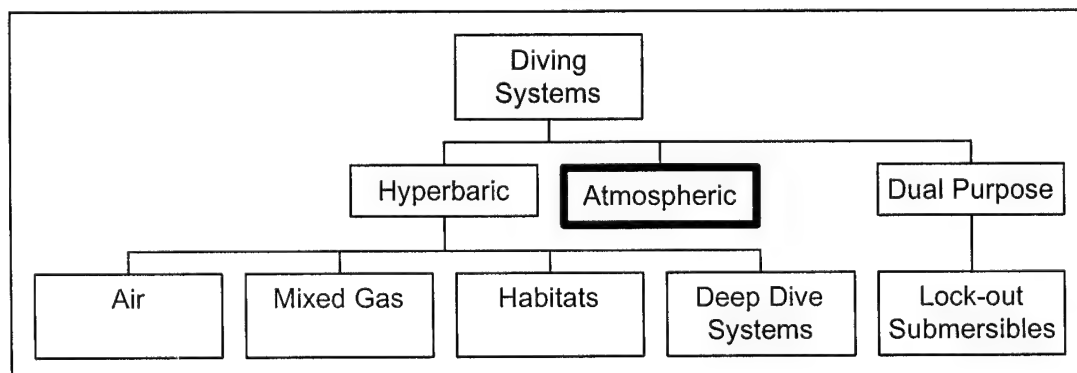 Diving
Systems
Hyperbaric
Atmospheric
Dual Purpose
Air
Mixed Gas
Habitats
Deep Dive
Systems
Lock-out
Submersibles